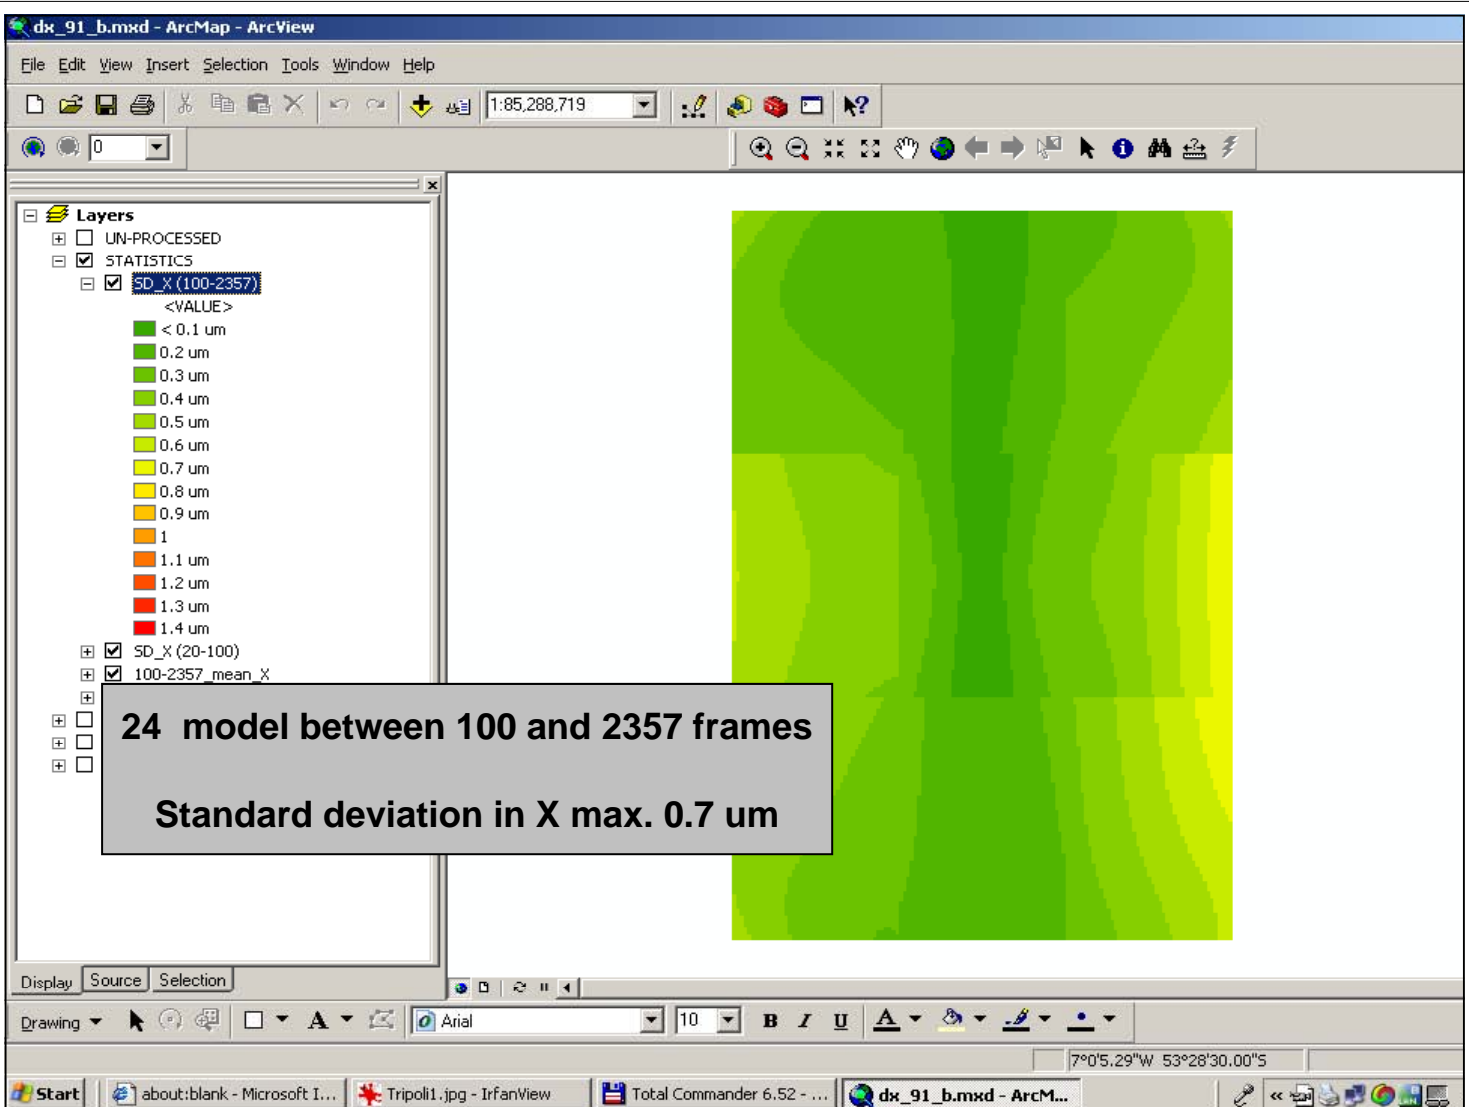 dx_91_b.mxd - ArcMap - ArcView
File Edit View Insert Selection Tools Window Help
1:85,288,719
0
Layers
UN-PROCESSED
STATISTICS
SD_X (100-2357)
<VALUE>
< 0.1 um
0.2 um
0.3 um
0.4 um
0.5 um
0.6 um
0.7 um
0.8 um
0.9 um
1
1.1 um
1.2 um
1.3 um
1.4 um
SD_X (20-100)
100-2357_mean_X
24 model between 100 and 2357 frames
Standard deviation in X max. 0.7 um
Display Source Selection
Drawing A Arial 10 B I U A
7°0'5.29"W 53°28'30.00"S
Start about:blank - Microsoft I... Tripoli1.jpg - IrfanView Total Commander 6.52 - ... dx_91_b.mxd - ArcM... «